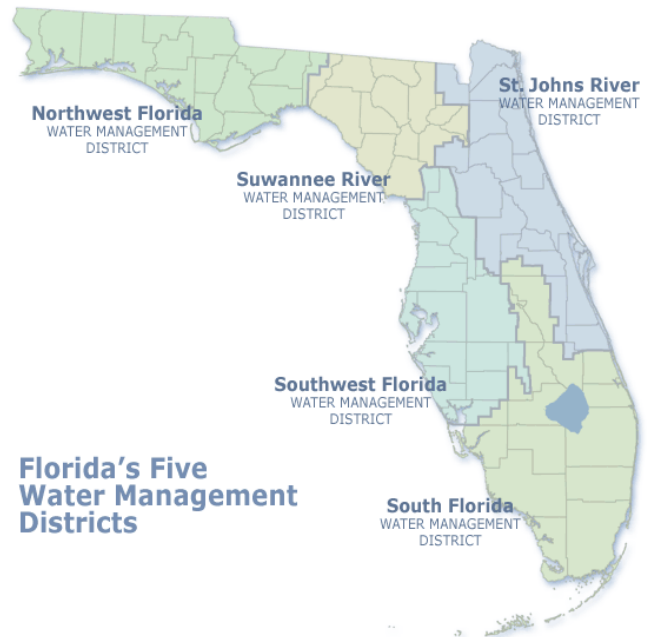 St. Johns River
WATER MANAGEMENT
DISTRICT
Northwest Florida
WATER MANAGEMENT
DISTRICT
Suwannee River
WATER MANAGEMENT
DISTRICT
Southwest Florida
WATER MANAGEMENT
DISTRICT
Florida’s Five
Water Management
Districts
South Florida
WATER MANAGEMENT
DISTRICT